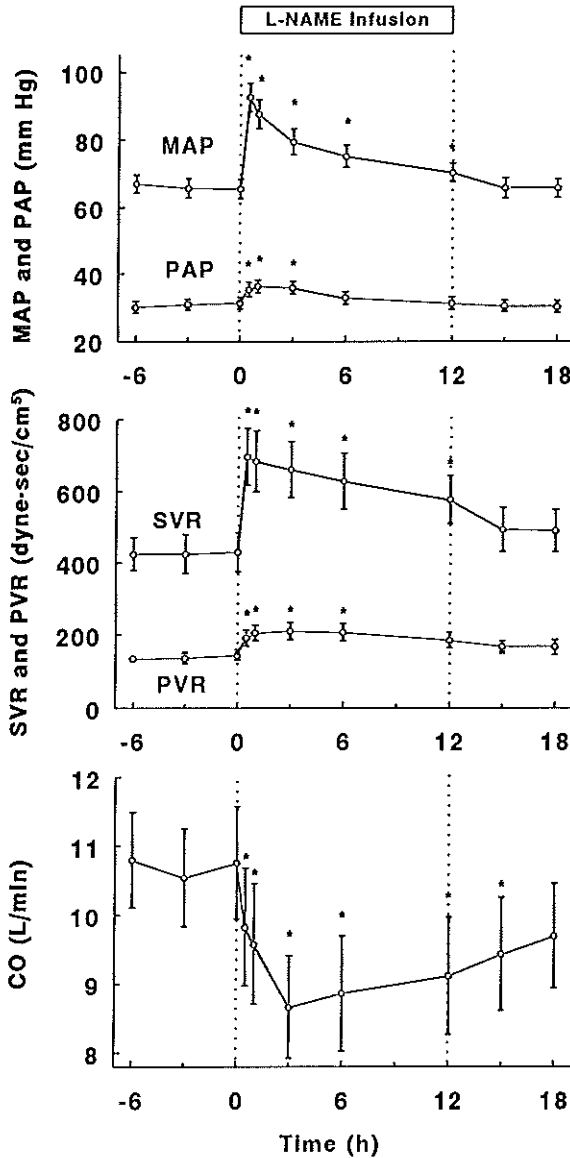 L-NAME Infusion
MAP and PAP (mm Hg)
100
80
60
40
20
MAP
PAP
* * * * *
* * *
-6 0 6 12 18
SVR and PVR (dyne-sec/cm⁵)
800
600
400
200
0
SVR
PVR
* * * * *
* * * *
-6 0 6 12 18
CO (L/min)
12
11
10
9
8
* * * * * *
-6 0 6 12 18
Time (h)